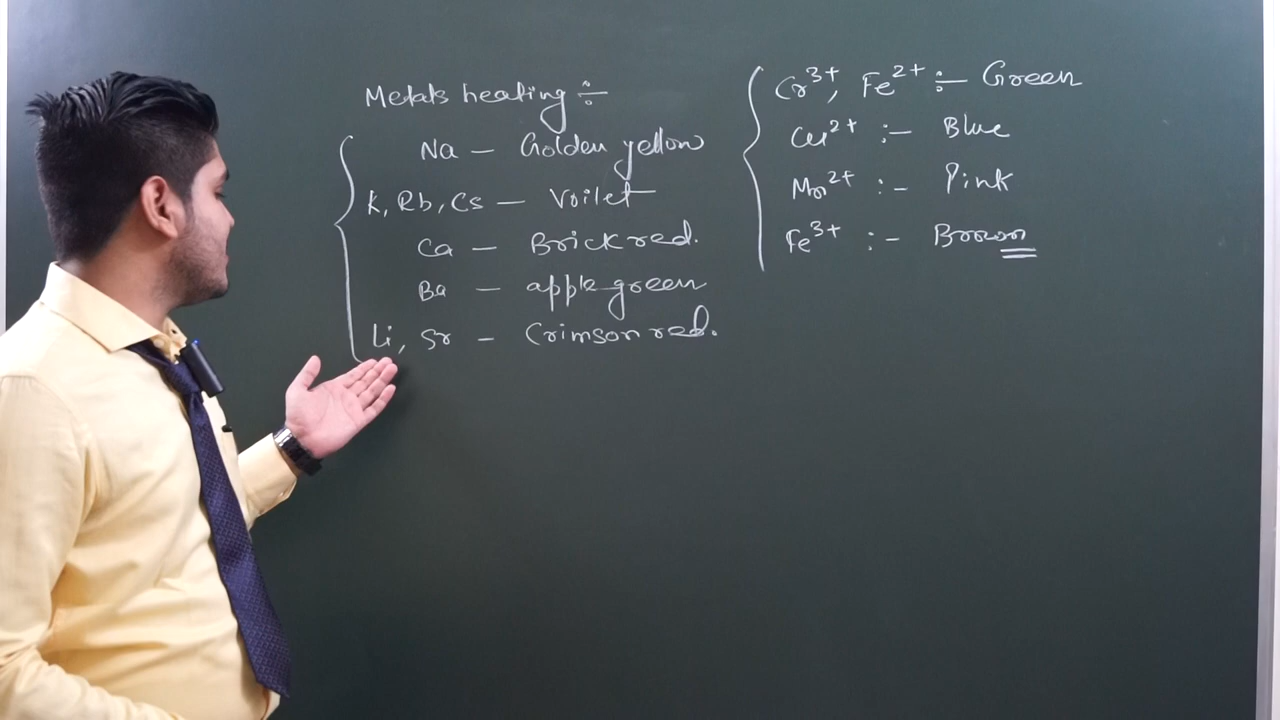 Metals heating ÷
Na – Golden yellow
K, Rb, Cs – Voilet
Ca – Brick red.
Ba – apple green
Li, Sr – Crimson red.
Cr³⁺, Fe²⁺ ÷ Green
Cu²⁺ :– Blue
Mn²⁺ :– Pink
Fe³⁺ :– Brown